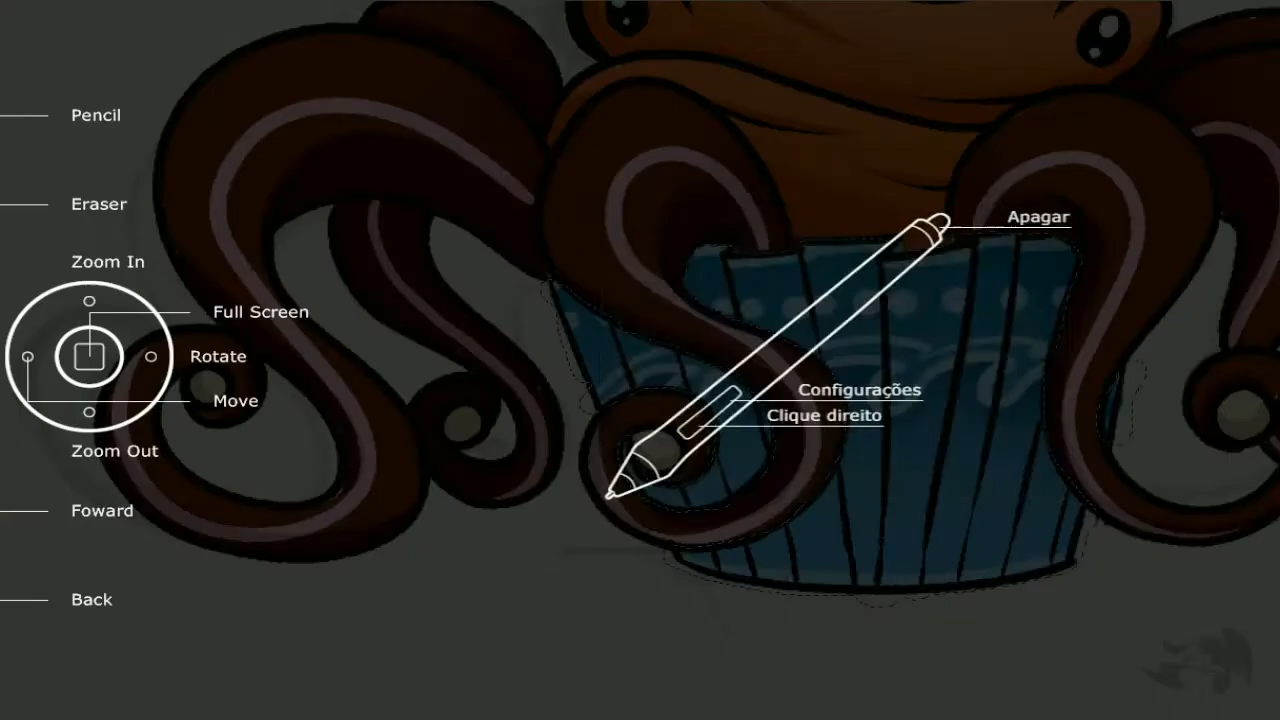 Pencil
Eraser
Apagar
Zoom In
Full Screen
Rotate
Configurações
Move
Clique direito
Zoom Out
Foward
Back